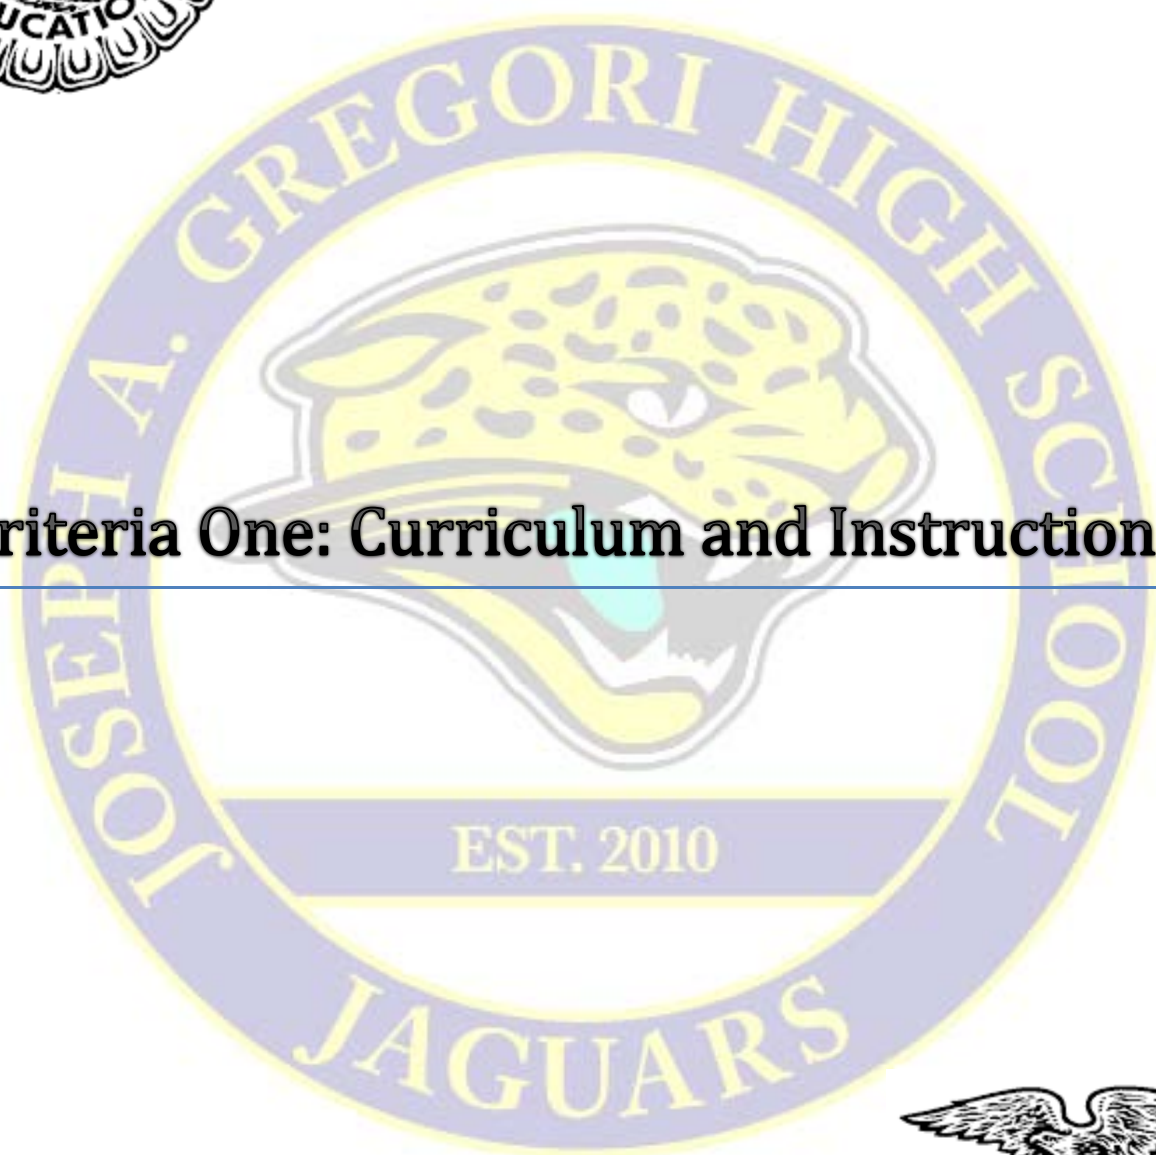 UCATIO
JOSEPH A. GREGORI HIGH SCHOOL
riteria One: Curriculum and Instruction
EST. 2010
JAGUARS